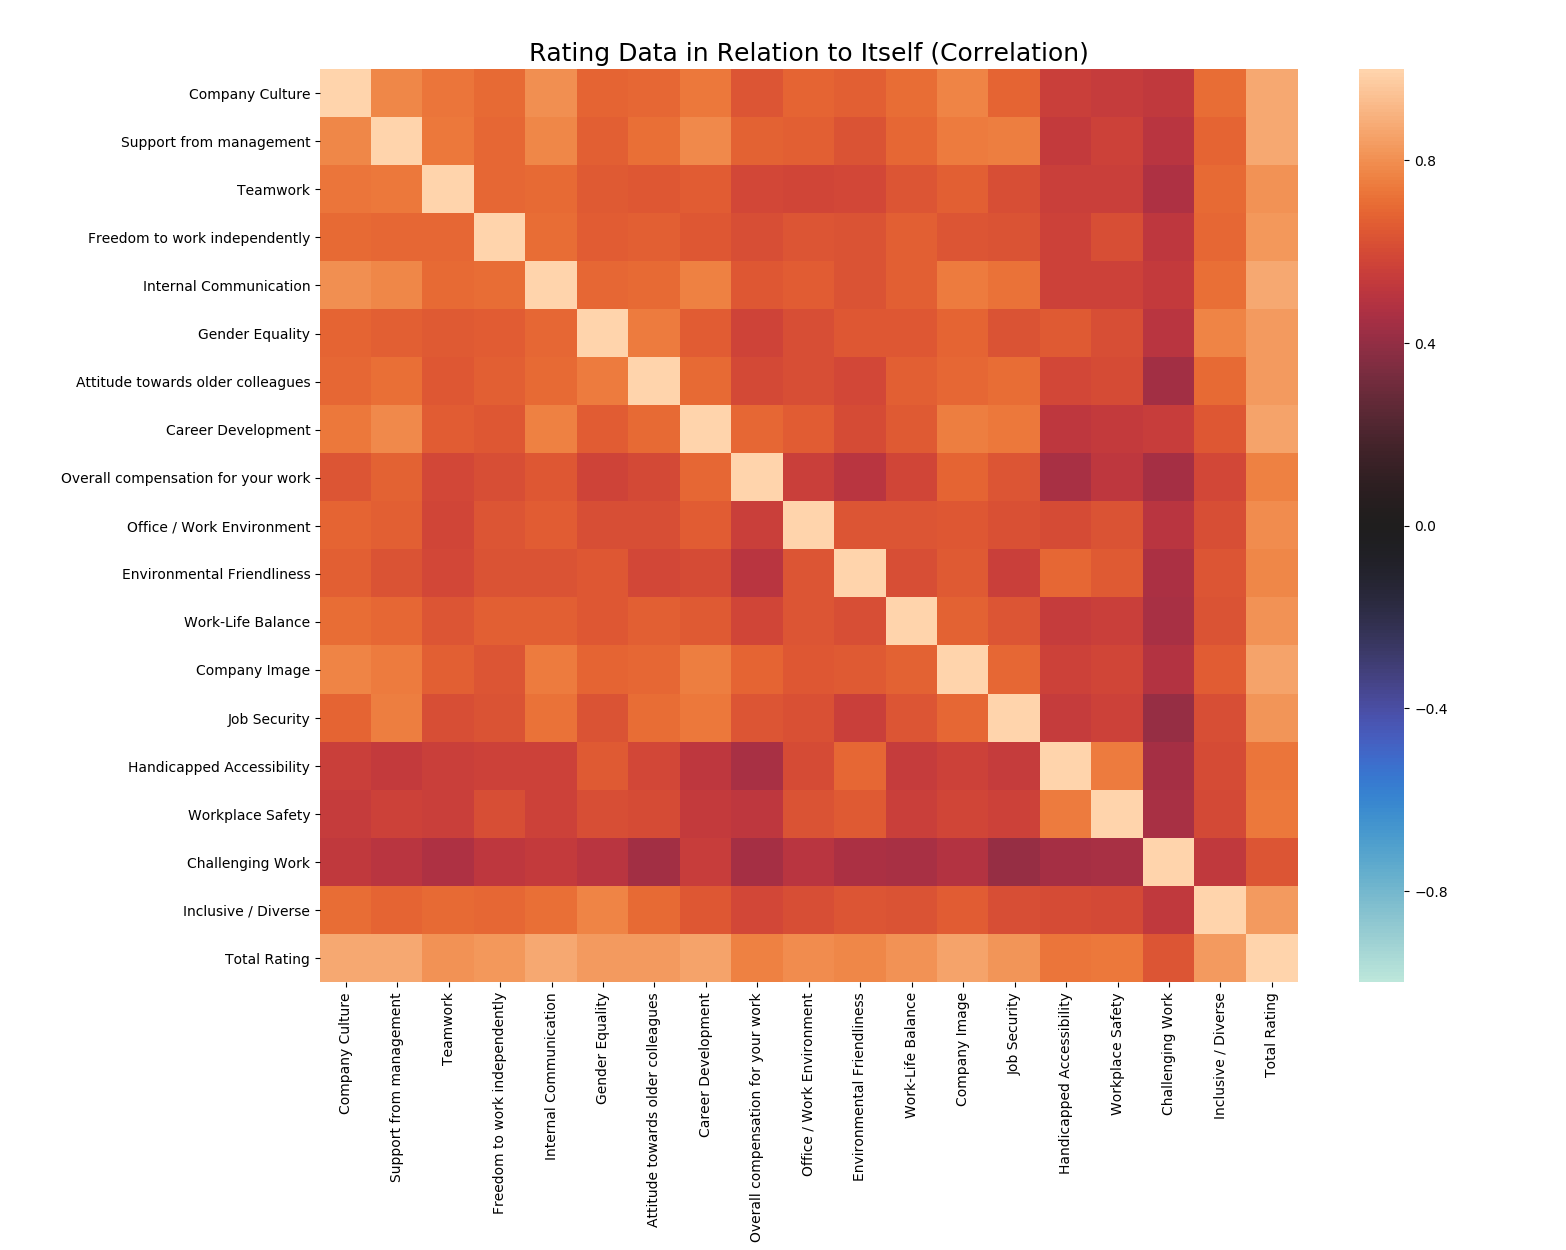 Rating Data in Relation to Itself (Correlation)
Company Culture
Support from management
Teamwork
Freedom to work independently
Internal Communication
Gender Equality
Attitude towards older colleagues
Career Development
Overall compensation for your work
Office / Work Environment
Environmental Friendliness
Work-Life Balance
Company Image
Job Security
Handicapped Accessibility
Workplace Safety
Challenging Work
Inclusive / Diverse
Total Rating
Company Culture
Support from management
Teamwork
Freedom to work independently
Internal Communication
Gender Equality
Attitude towards older colleagues
Career Development
Overall compensation for your work
Office / Work Environment
Environmental Friendliness
Work-Life Balance
Company Image
Job Security
Handicapped Accessibility
Workplace Safety
Challenging Work
Inclusive / Diverse
Total Rating
0.8
0.4
0.0
−0.4
−0.8